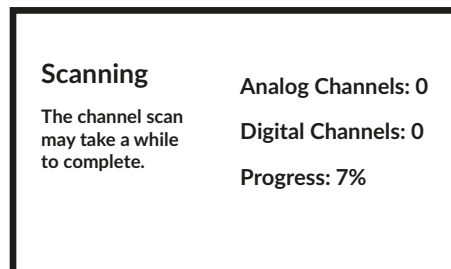 Scanning
The channel scan
may take a while
to complete.
Analog Channels: 0
Digital Channels: 0
Progress: 7%